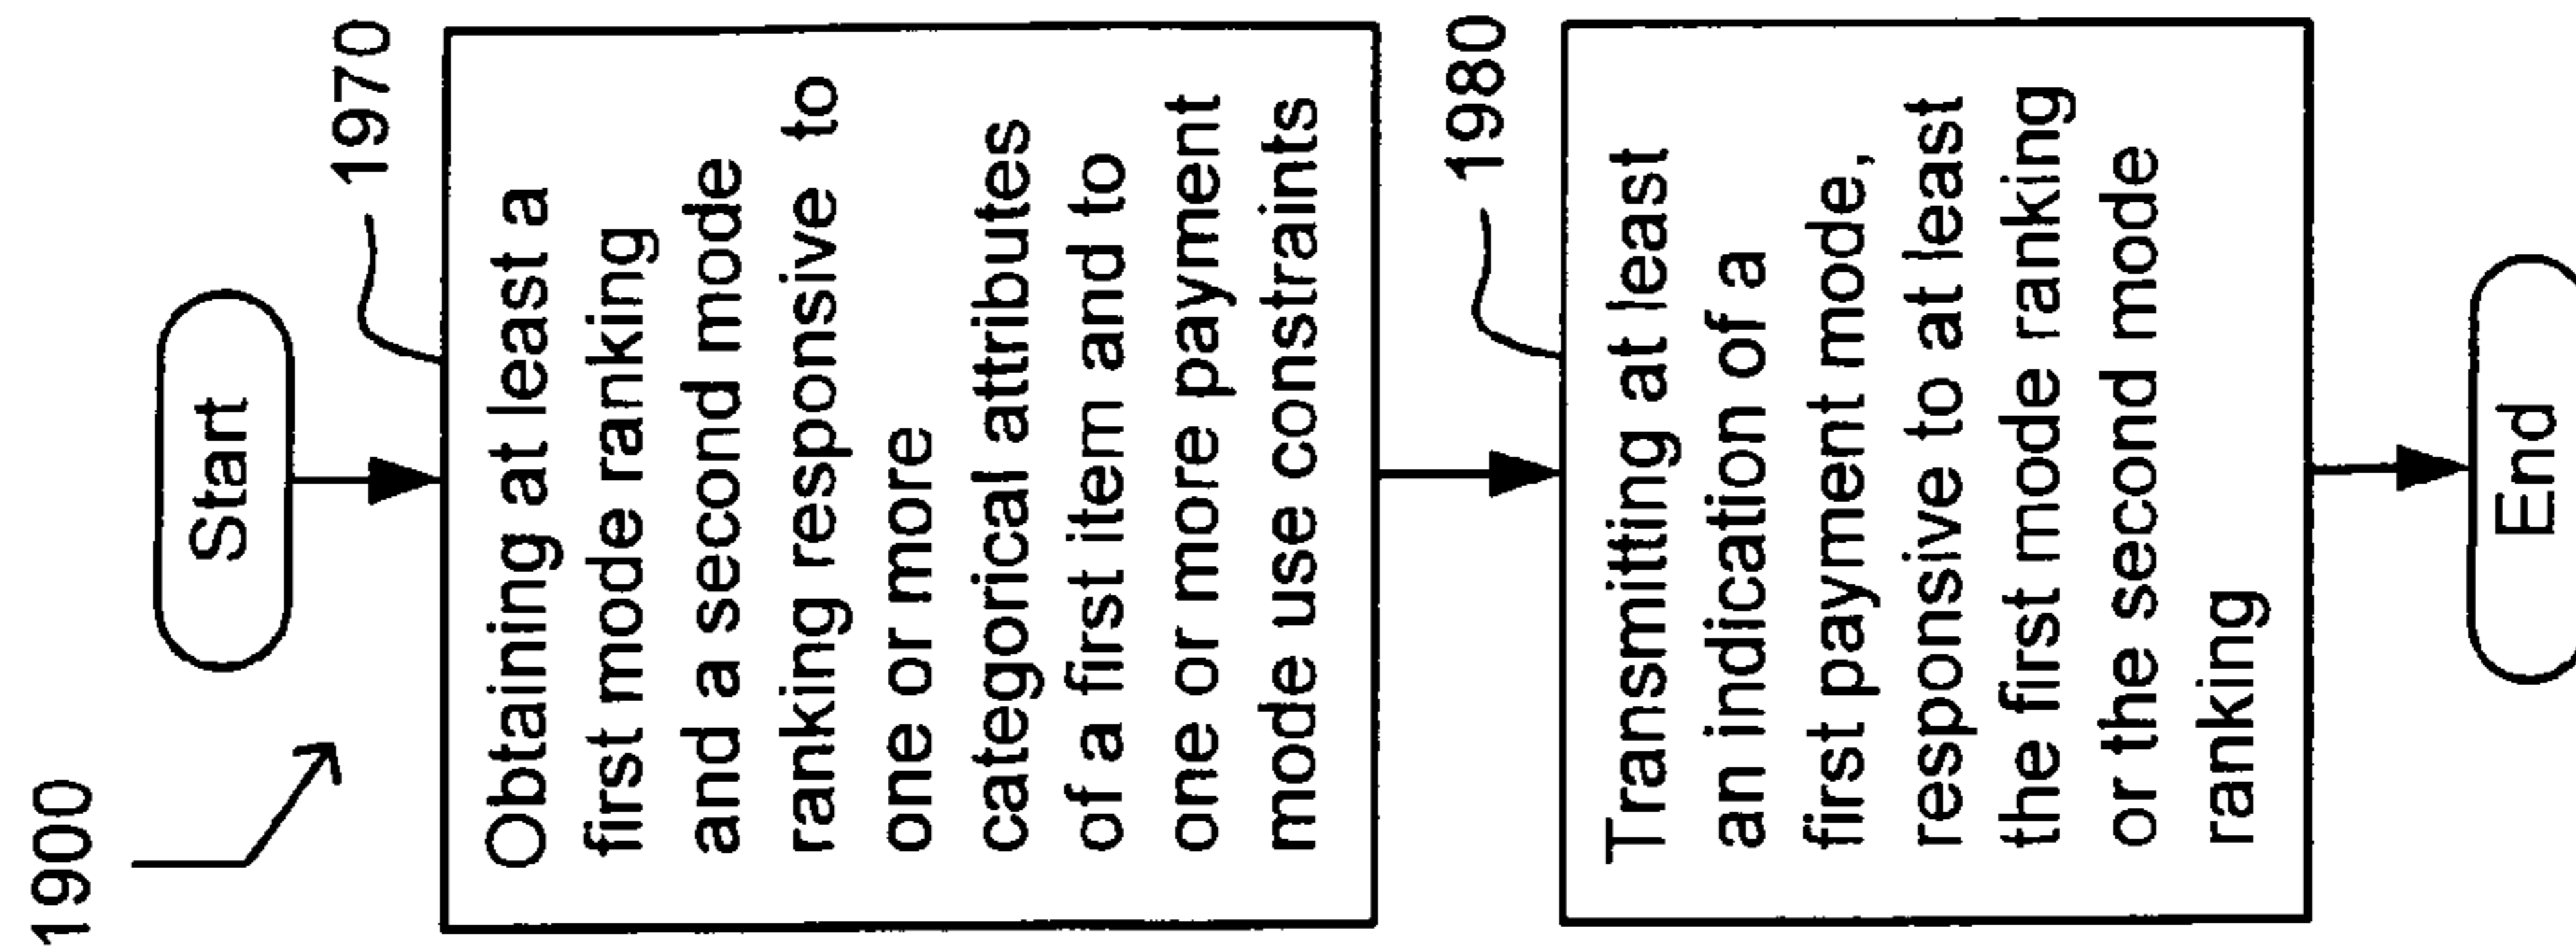 1900
Start
1970
Obtaining at least a
first mode ranking
and a second mode
ranking responsive to
one or more
categorical attributes
of a first item and to
one or more payment
mode use constraints
1980
Transmitting at least
an indication of a
first payment mode,
responsive to at least
the first mode ranking
or the second mode
ranking
End